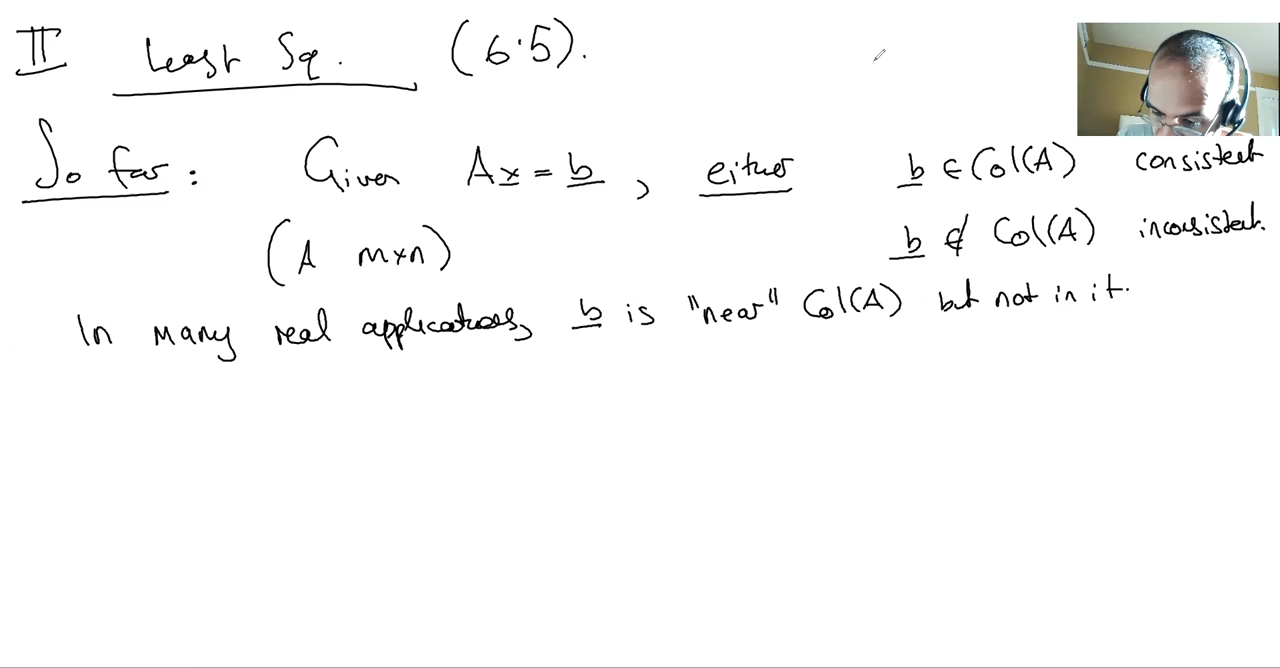 II Least Sq. (6.5).
So far: Given Ax = b, either b ∈ Col(A) consistent
(A m×n) b ∉ Col(A) inconsistent.
In many real applications, b is "near" Col(A) but not in it.